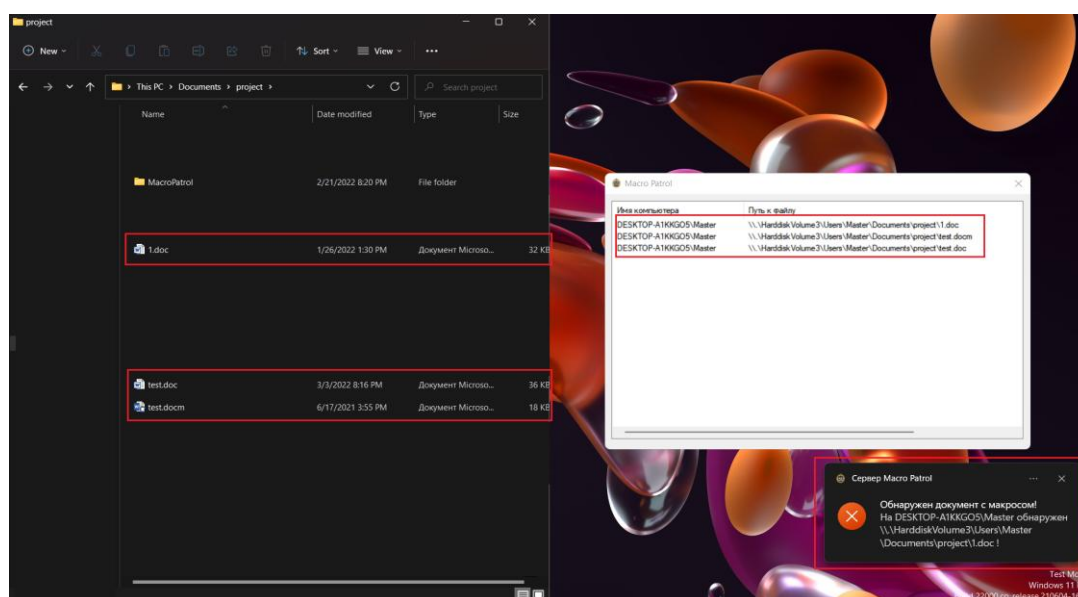 project
New
Sort
View
This PC > Documents > project >
Search project
Name Date modified Type Size
MacroPatrol 2/21/2022 8:20 PM File folder
1.doc 1/26/2022 1:30 PM Документ Microso... 32 KB
test.doc 3/3/2022 8:16 PM Документ Microso... 36 KB
test.docm 6/17/2021 3:55 PM Документ Microso... 18 KB
Macro Patrol
Имя компьютера Путь к файлу
DESKTOP-A1KKGO5\Master \\.\HarddiskVolume3\Users\Master\Documents\project\1.doc
DESKTOP-A1KKGO5\Master \\.\HarddiskVolume3\Users\Master\Documents\project\test.docm
DESKTOP-A1KKGO5\Master \\.\HarddiskVolume3\Users\Master\Documents\project\test.doc
Сервер Macro Patrol
Обнаружен документ с макросом!
На DESKTOP-A1KKGO5\Master обнаружен
\\.\HarddiskVolume3\Users\Master
\Documents\project\1.doc !
Test Mo
Windows 11
22000.co_release.210604-16